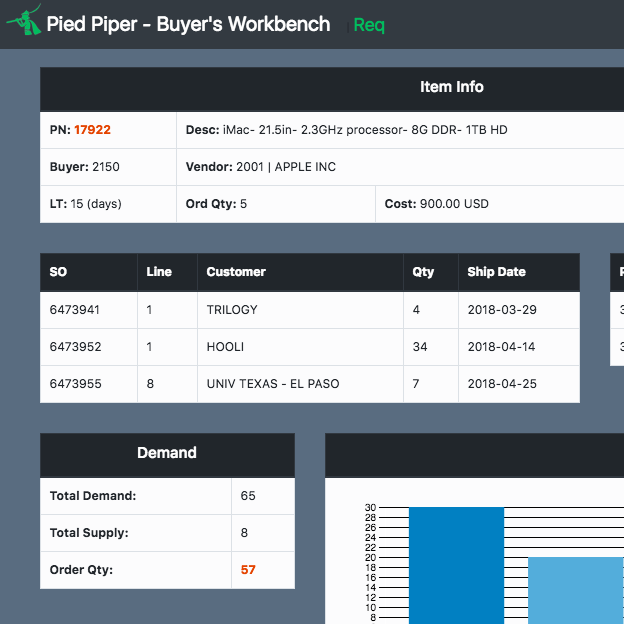 Pied Piper - Buyer's Workbench | Req
Item Info
PN: 17922 Desc: iMac- 21.5in- 2.3GHz processor- 8G DDR- 1TB HD
Buyer: 2150 Vendor: 2001 | APPLE INC
LT: 15 (days) Ord Qty: 5 Cost: 900.00 USD
SO Line Customer Qty Ship Date
6473941 1 TRILOGY 4 2018-03-29
6473952 1 HOOLI 34 2018-04-14
6473955 8 UNIV TEXAS - EL PASO 7 2018-04-25
Demand
Total Demand: 65
Total Supply: 8
Order Qty: 57
30
28
26
24
22
20
18
16
14
12
10
8